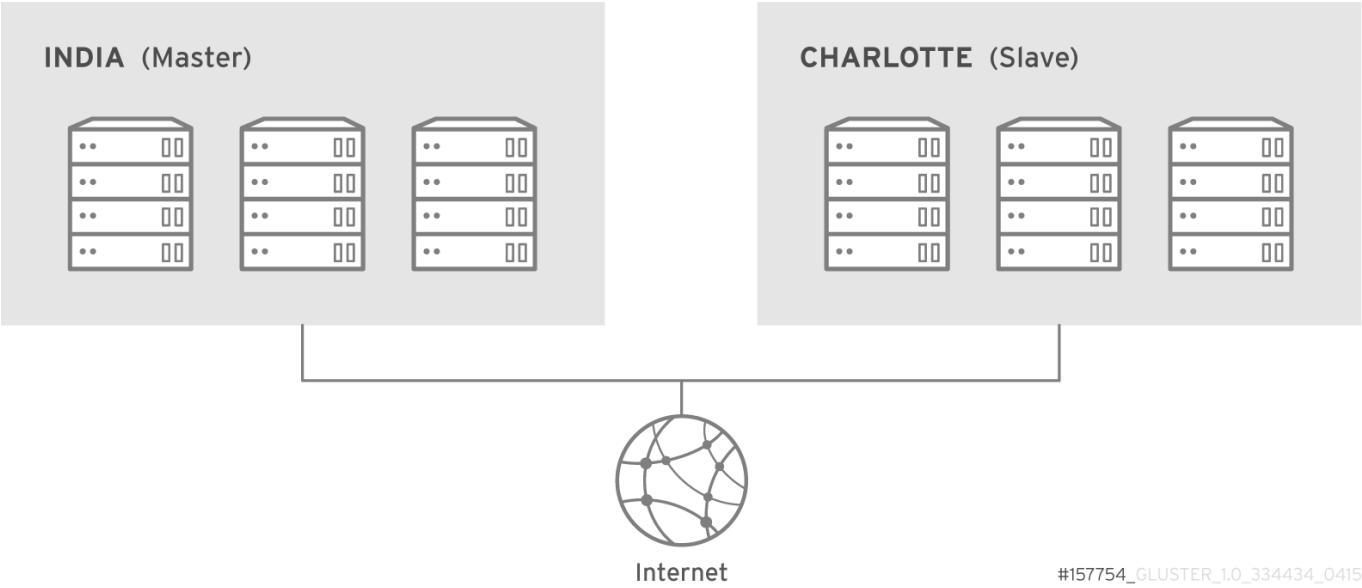 INDIA (Master)
CHARLOTTE (Slave)
Internet
#157754_GLUSTER_1.0_334434_0415